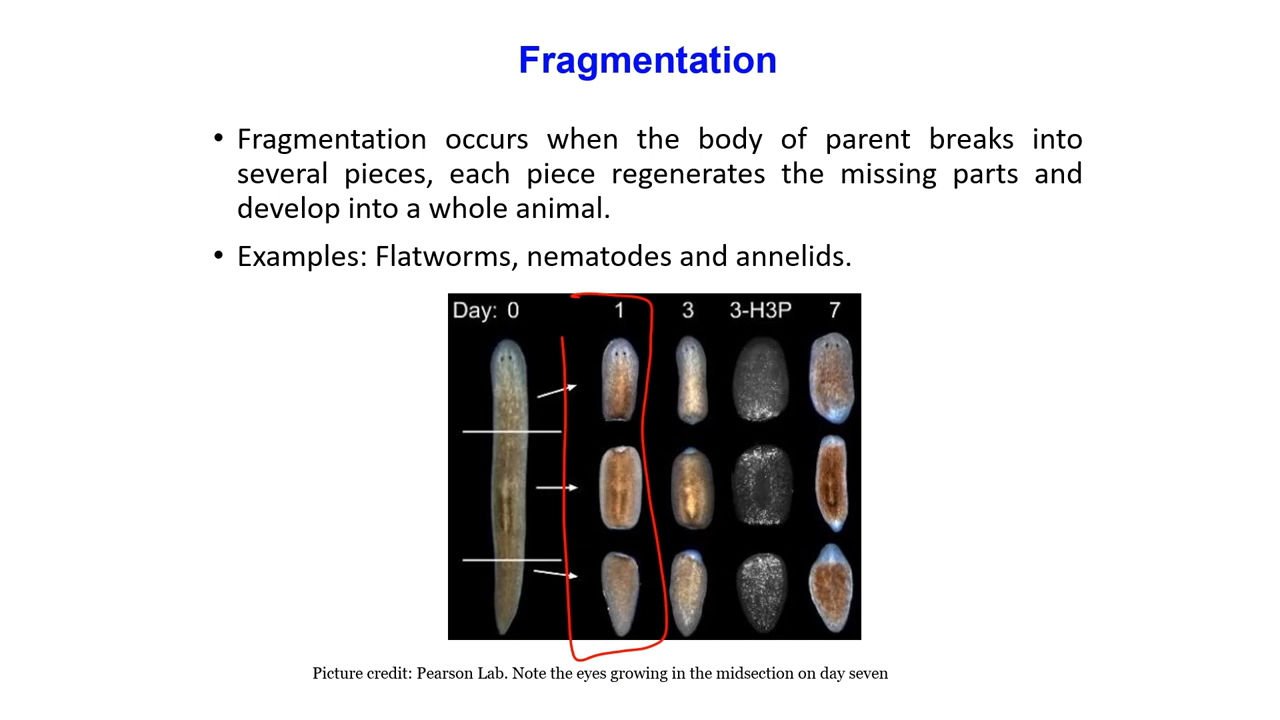 Fragmentation
• Fragmentation occurs when the body of parent breaks into
several pieces, each piece regenerates the missing parts and
develop into a whole animal.
• Examples: Flatworms, nematodes and annelids.
Day: 0 1 3 3-H3P 7
Picture credit: Pearson Lab. Note the eyes growing in the midsection on day seven